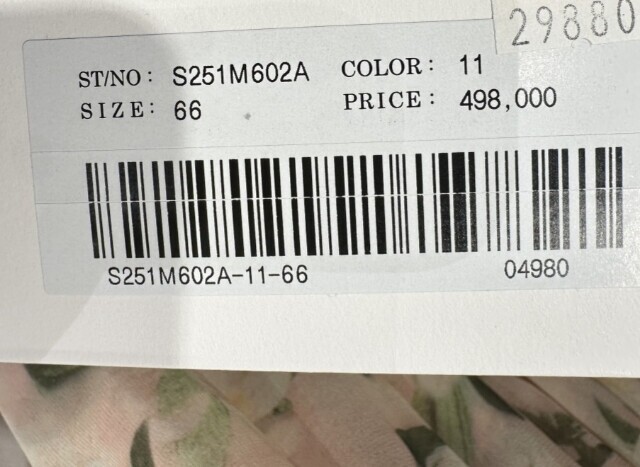 29880
ST/NO: S251M602A COLOR: 11
SIZE: 66 PRICE: 498,000
S251M602A-11-66 04980